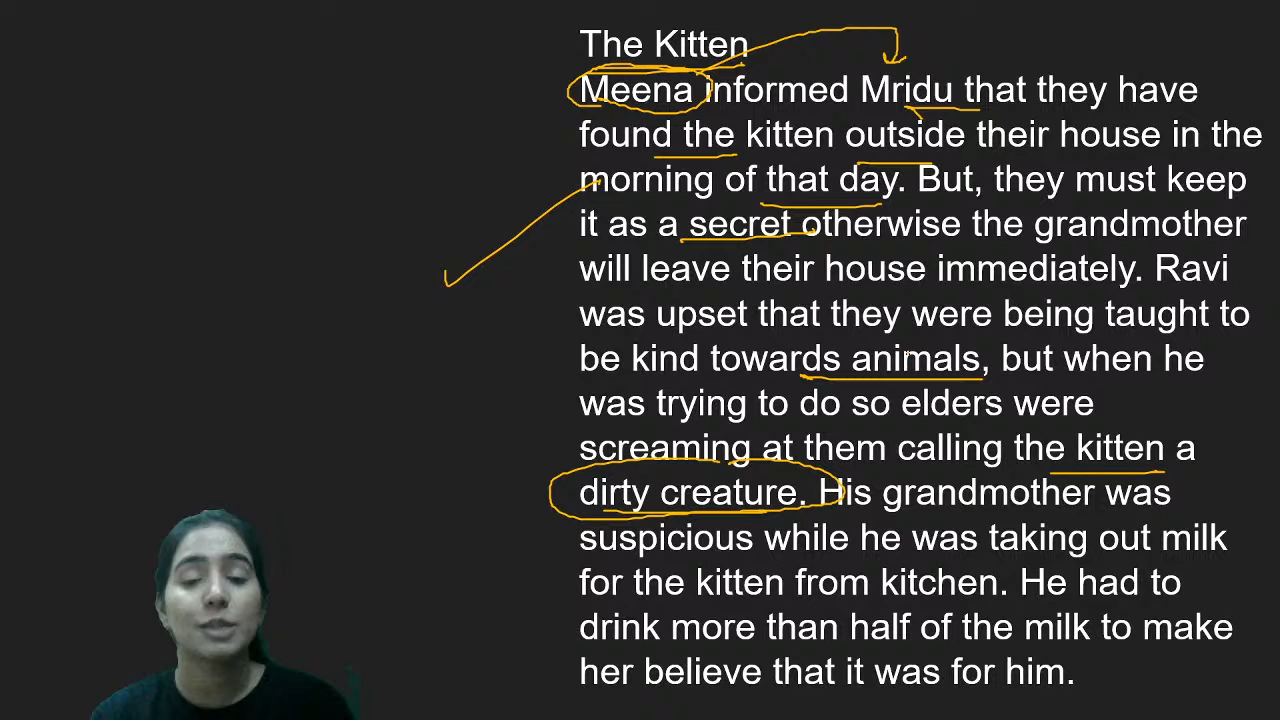 The Kitten
Meena informed Mridu that they have
found the kitten outside their house in the
morning of that day. But, they must keep
it as a secret otherwise the grandmother
will leave their house immediately. Ravi
was upset that they were being taught to
be kind towards animals, but when he
was trying to do so elders were
screaming at them calling the kitten a
dirty creature. His grandmother was
suspicious while he was taking out milk
for the kitten from kitchen. He had to
drink more than half of the milk to make
her believe that it was for him.